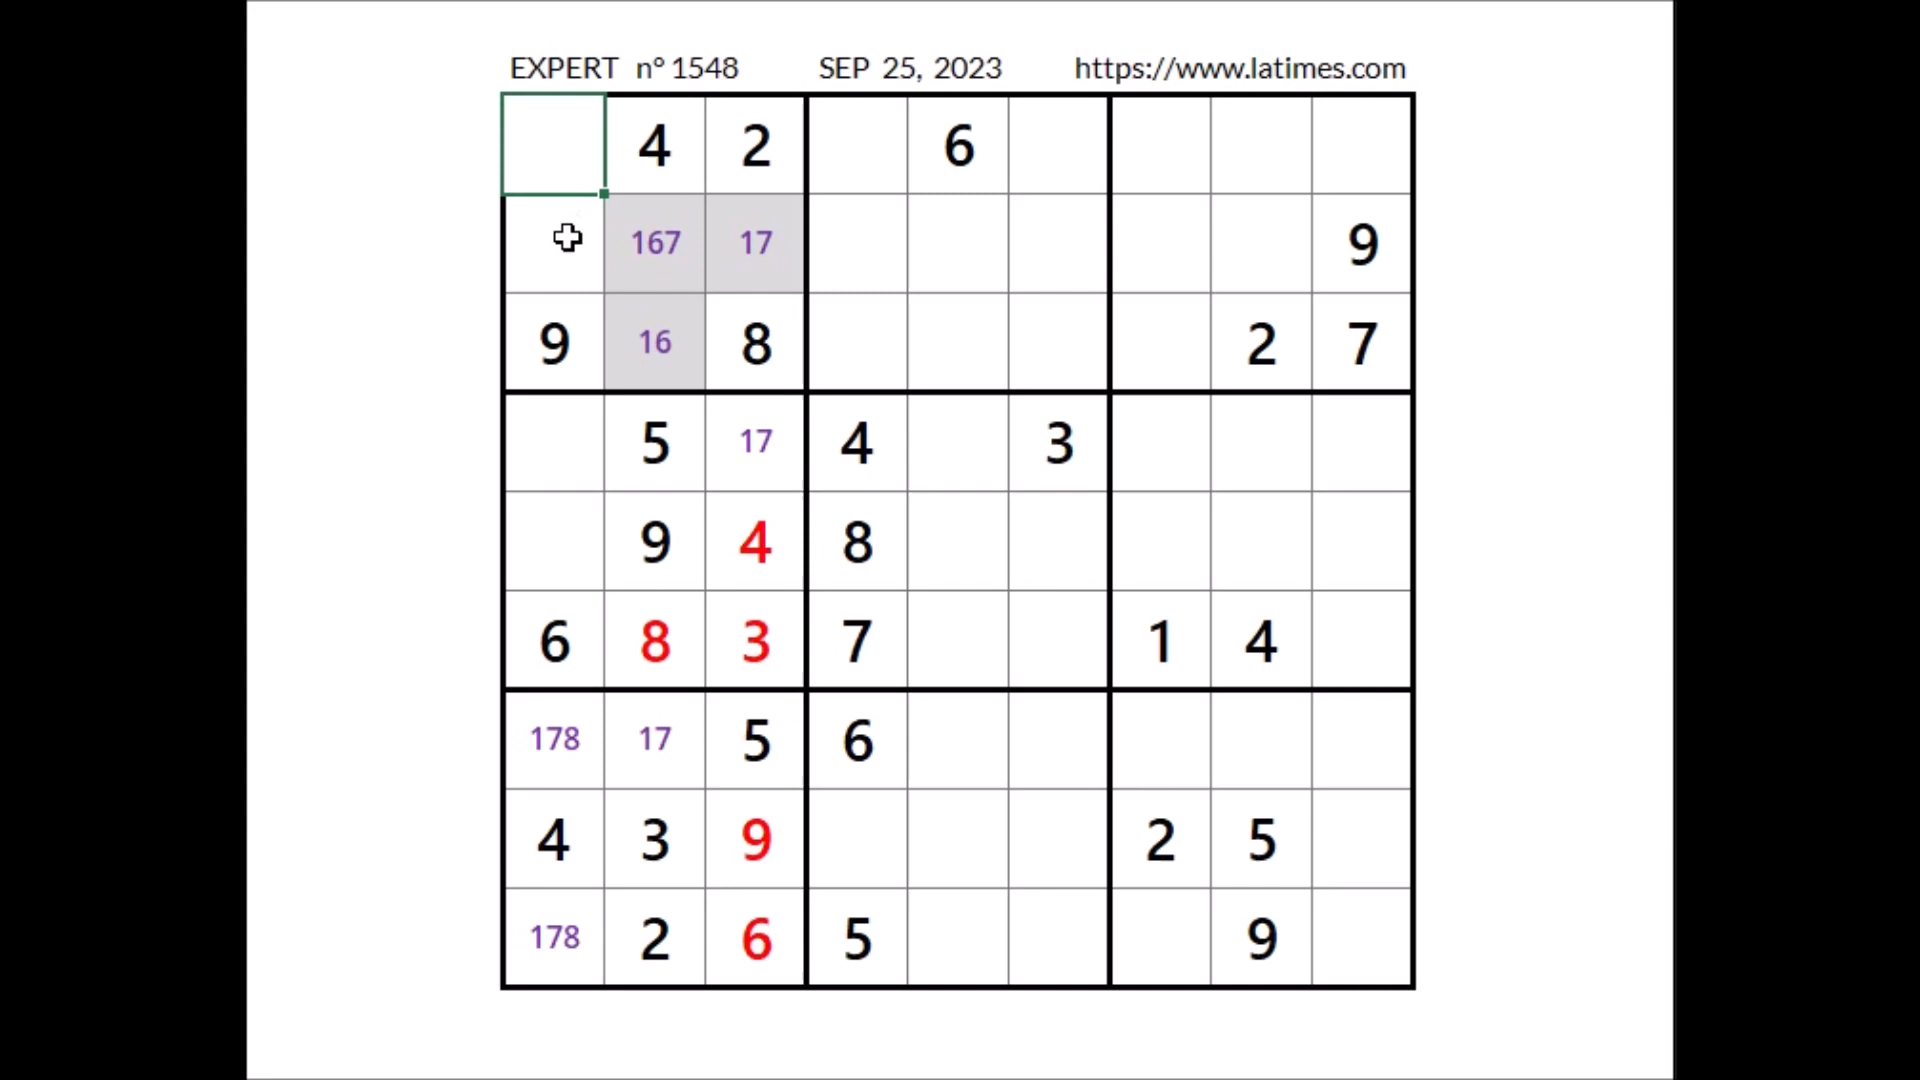 EXPERT n° 1548 SEP 25, 2023 https://www.latimes.com
4 2 6
167 17 9
9 16 8 2 7
5 17 4 3
9 4 8
6 8 3 7 1 4
178 17 5 6
4 3 9 2 5
178 2 6 5 9